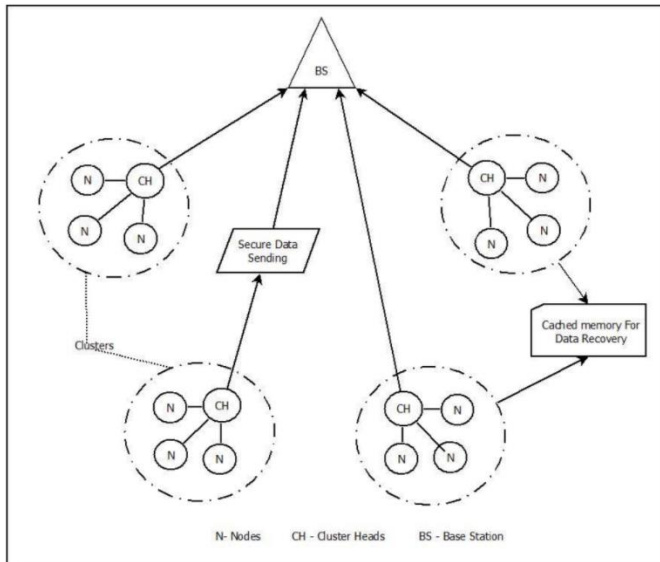 BS
N
CH
N
N
CH
N
N
N
Secure Data
Sending
Cached memory For
Data Recovery
Clusters
N
CH
N
N
CH
N
N
N
N
N- Nodes CH - Cluster Heads BS - Base Station